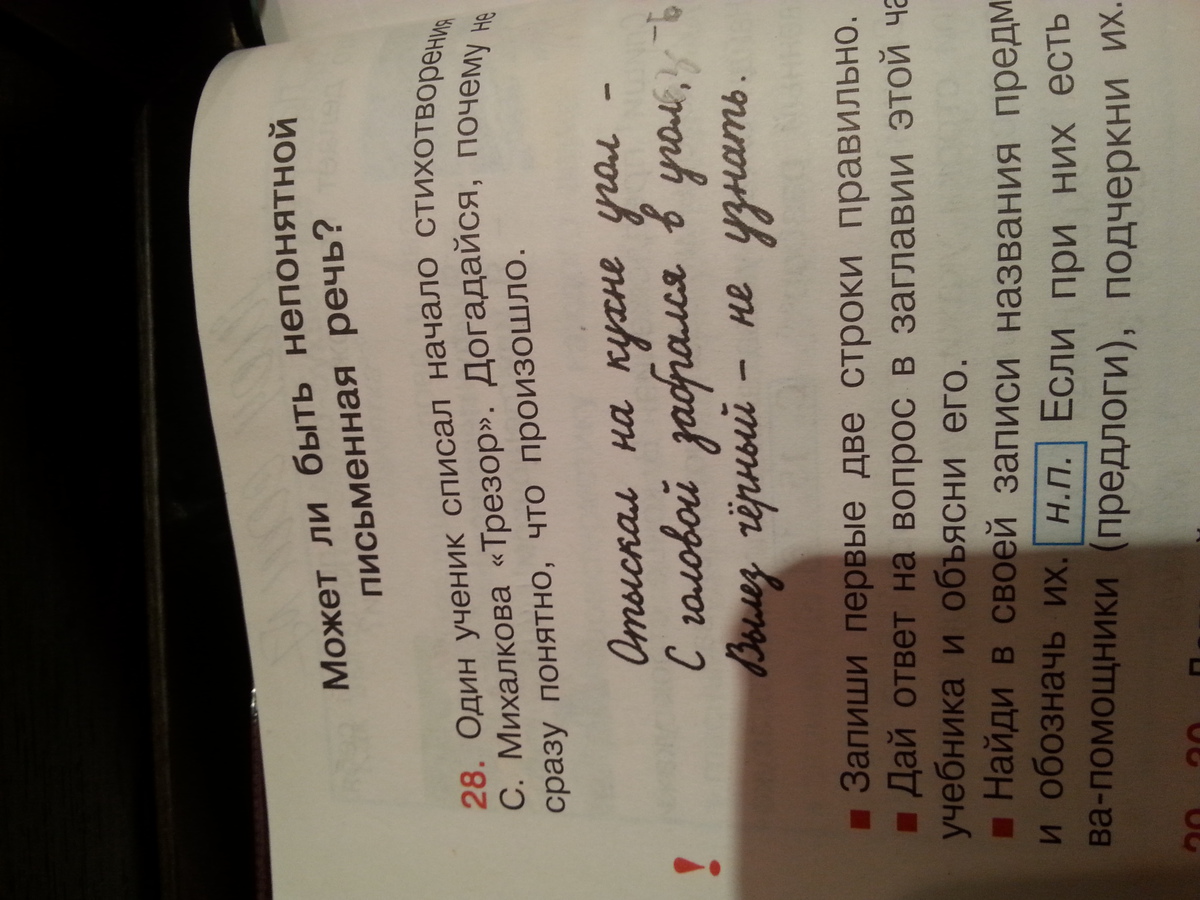 Может ли быть непонятной
письменная речь?
28. Один ученик списал начало стихотворения
С. Михалкова «Трезор». Догадайся, почему не
сразу понятно, что произошло.
Отыскал на кухне угол –
С головой забрался в угол,
Вылез чёрный – не узнать.
!
Запиши первые две строки правильно.
Дай ответ на вопрос в заглавии этой ча
учебника и объясни его.
Найди в своей записи названия предм
и обозначь их. н.п. Если при них есть
ва-помощники (предлоги), подчеркни их.